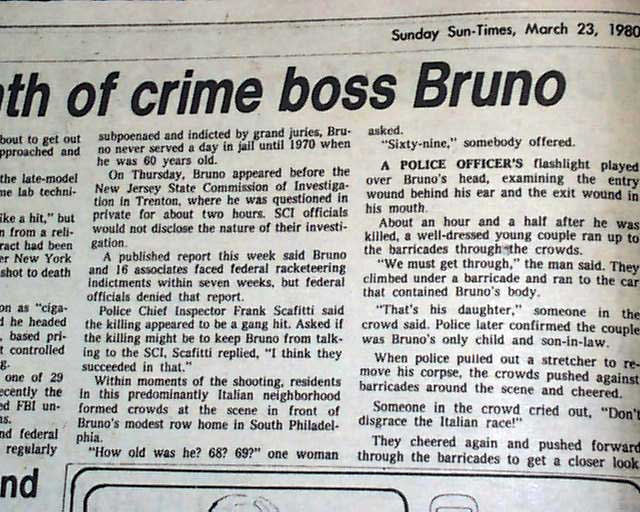 Sunday Sun-Times, March 23, 1980
th of crime boss Bruno
bout to get out
pproached and
the late-model
me lab techni-
ike a hit," but
n from a reli-
ract had been
er New York
shot to death
on as "ciga-
d he headed
, based pri-
t controlled
g.
one of 29
ecently the
ed FBI un-
ns.
nd federal
regularly
nd
subpoenaed and indicted by grand juries, Bru-
no never served a day in jail until 1970 when
he was 60 years old.
On Thursday, Bruno appeared before the
New Jersey State Commission of Investiga-
tion in Trenton, where he was questioned in
private for about two hours. SCI officials
would not disclose the nature of their investi-
gation.
A published report this week said Bruno
and 16 associates faced federal racketeering
indictments within seven weeks, but federal
officials denied that report.
Police Chief Inspector Frank Scafitti said
the killing appeared to be a gang hit. Asked if
the killing might be to keep Bruno from talk-
ing to the SCI, Scafitti replied, "I think they
succeeded in that."
Within moments of the shooting, residents
in this predominantly Italian neighborhood
formed crowds at the scene in front of
Bruno's modest row home in South Philadel-
phia.
"How old was he? 68? 69?" one woman
asked.
"Sixty-nine," somebody offered.
A POLICE OFFICER'S flashlight played
over Bruno's head, examining the entry
wound behind his ear and the exit wound in
his mouth.
About an hour and a half after he was
killed, a well-dressed young couple ran up to
the barricades through the crowds.
"We must get through," the man said. They
climbed under a barricade and ran to the car
that contained Bruno's body.
"That's his daughter," someone in the
crowd said. Police later confirmed the couple
was Bruno's only child and son-in-law.
When police pulled out a stretcher to re-
move his corpse, the crowds pushed against
barricades around the scene and cheered.
Someone in the crowd cried out, "Don't
disgrace the Italian race!"
They cheered again and pushed forward
through the barricades to get a closer look